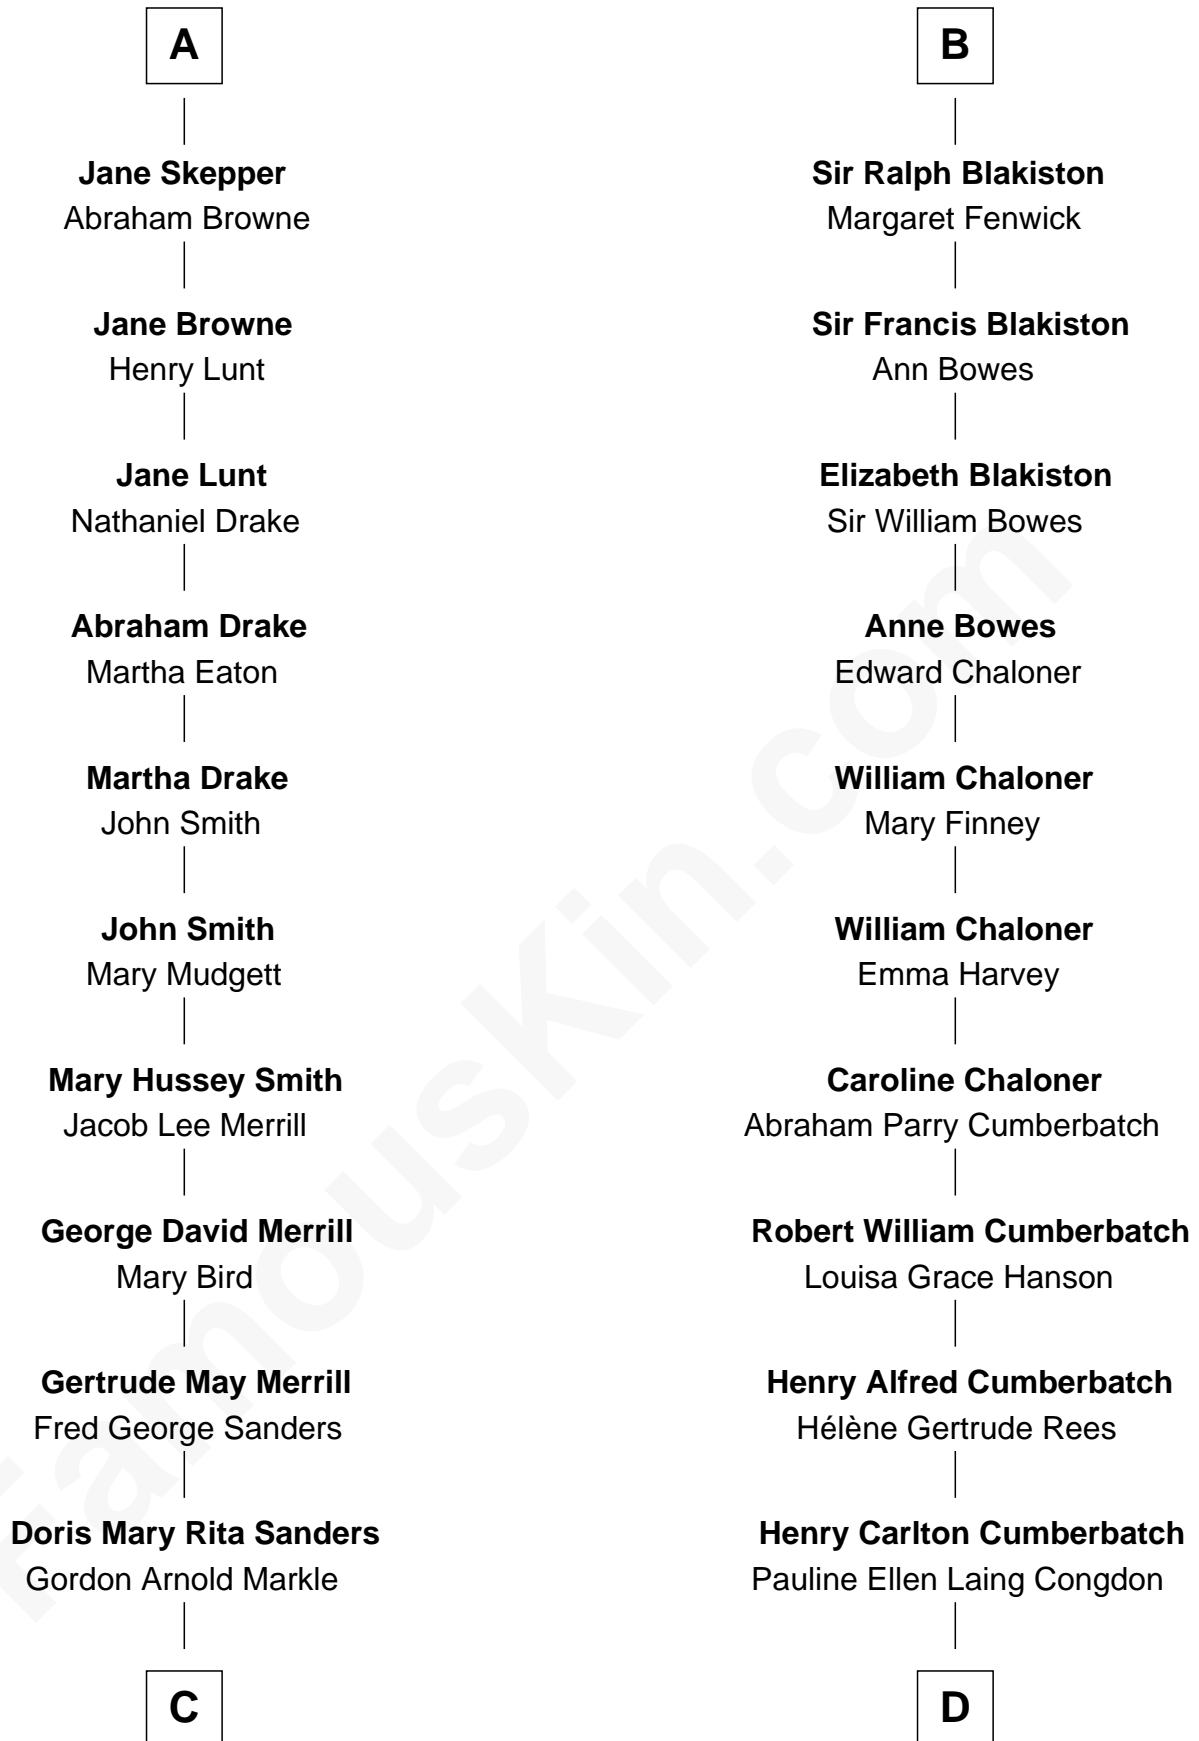 A
Jane Skepper
Abraham Browne
Jane Browne
Henry Lunt
Jane Lunt
Nathaniel Drake
Abraham Drake
Martha Eaton
Martha Drake
John Smith
John Smith
Mary Mudgett
Mary Hussey Smith
Jacob Lee Merrill
George David Merrill
Mary Bird
Gertrude May Merrill
Fred George Sanders
Doris Mary Rita Sanders
Gordon Arnold Markle
C
B
Sir Ralph Blakiston
Margaret Fenwick
Sir Francis Blakiston
Ann Bowes
Elizabeth Blakiston
Sir William Bowes
Anne Bowes
Edward Chaloner
William Chaloner
Mary Finney
William Chaloner
Emma Harvey
Caroline Chaloner
Abraham Parry Cumberbatch
Robert William Cumberbatch
Louisa Grace Hanson
Henry Alfred Cumberbatch
Hélène Gertrude Rees
Henry Carlton Cumberbatch
Pauline Ellen Laing Congdon
D
FamousKin.com